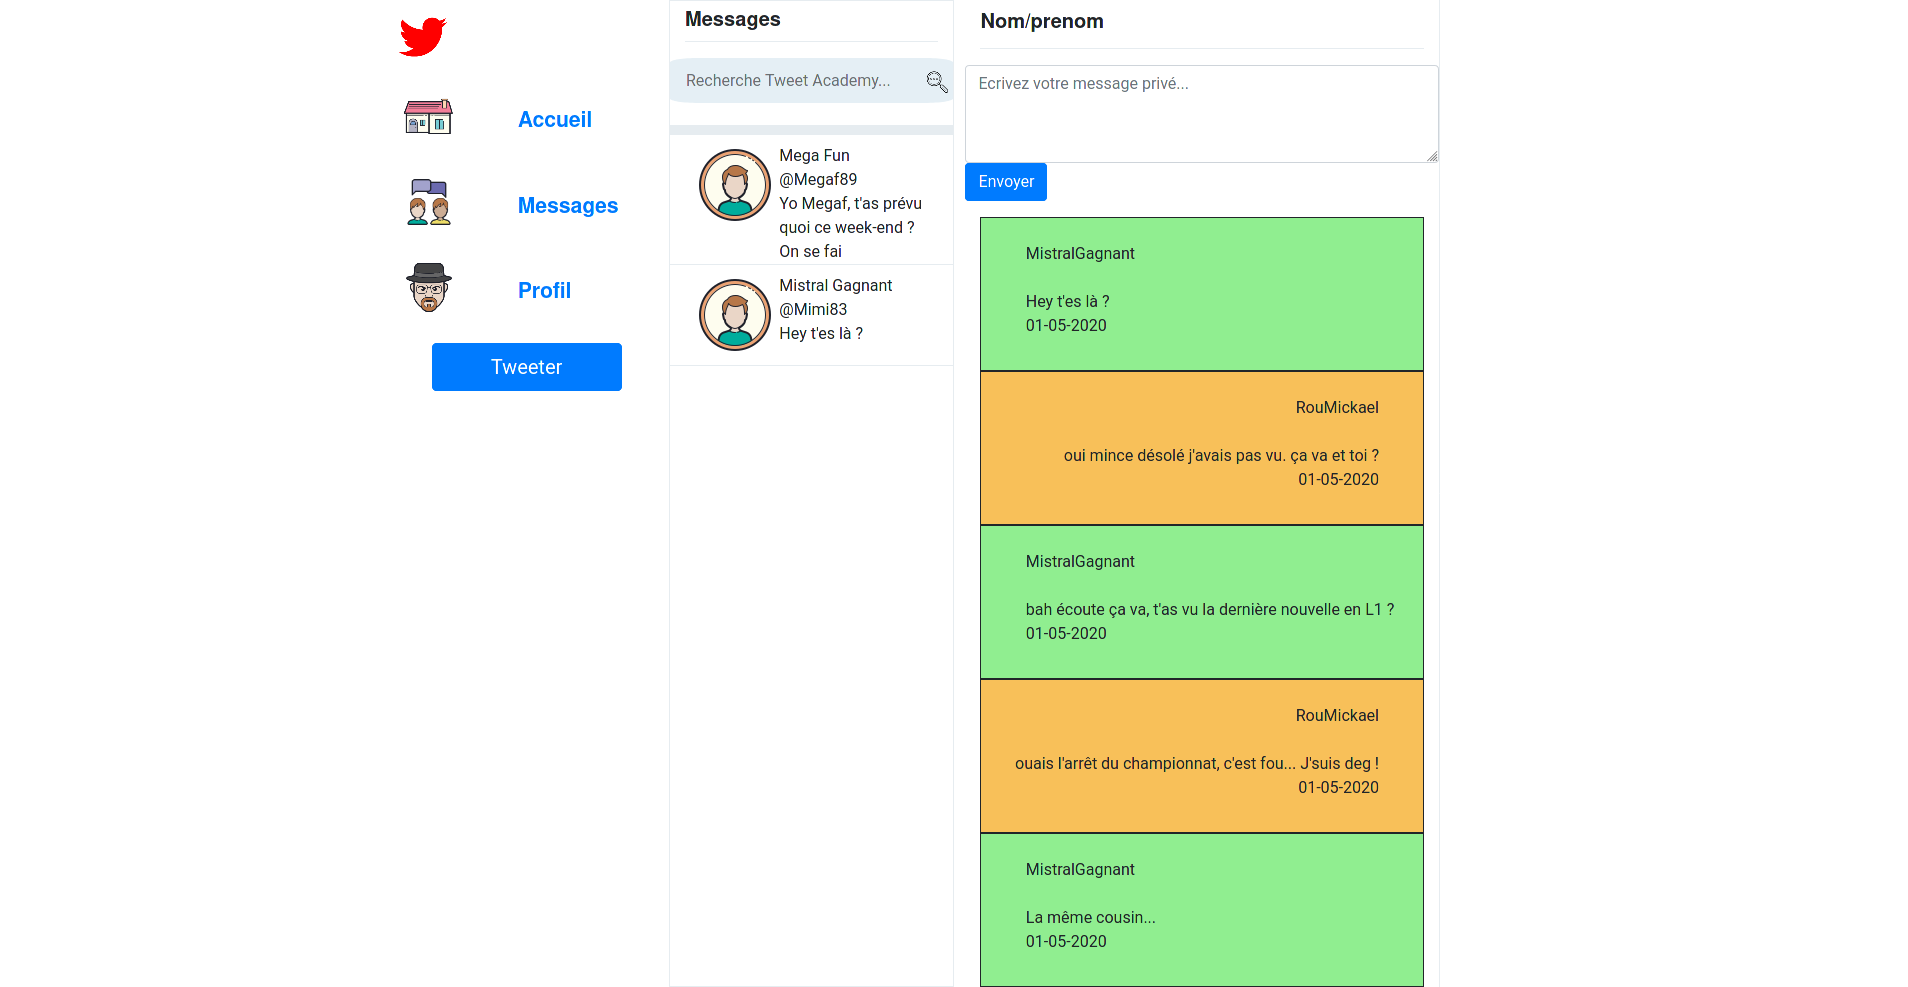 Accueil
Messages
Profil
Tweeter
Messages
Recherche Tweet Academy...
Mega Fun
@Megaf89
Yo Megaf, t'as prévu
quoi ce week-end ?
On se fai
Mistral Gagnant
@Mimi83
Hey t'es là ?
Nom/prenom
Ecrivez votre message privé...
Envoyer
MistralGagnant
Hey t'es là ?
01-05-2020
RouMickael
oui mince désolé j'avais pas vu. ça va et toi ?
01-05-2020
MistralGagnant
bah écoute ça va, t'as vu la dernière nouvelle en L1 ?
01-05-2020
RouMickael
ouais l'arrêt du championnat, c'est fou... J'suis deg !
01-05-2020
MistralGagnant
La même cousin...
01-05-2020